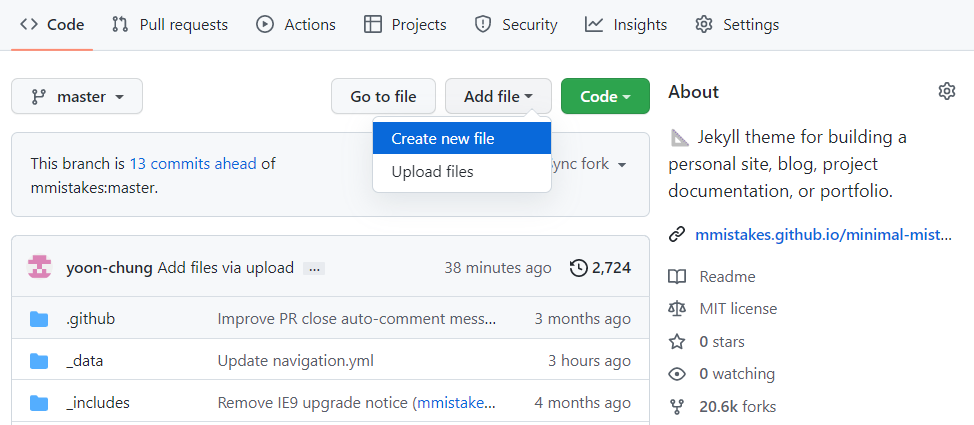 Code Pull requests Actions Projects Security Insights Settings
master Go to file Add file Code
Create new file
Upload files
This branch is 13 commits ahead of
mmistakes:master.
ync fork
yoon-chung Add files via upload ... 38 minutes ago 2,724
.github Improve PR close auto-comment mess... 3 months ago
_data Update navigation.yml 3 hours ago
_includes Remove IE9 upgrade notice (mmistake... 4 months ago
About
Jekyll theme for building a
personal site, blog, project
documentation, or portfolio.
mmistakes.github.io/minimal-mist...
Readme
MIT license
0 stars
0 watching
20.6k forks